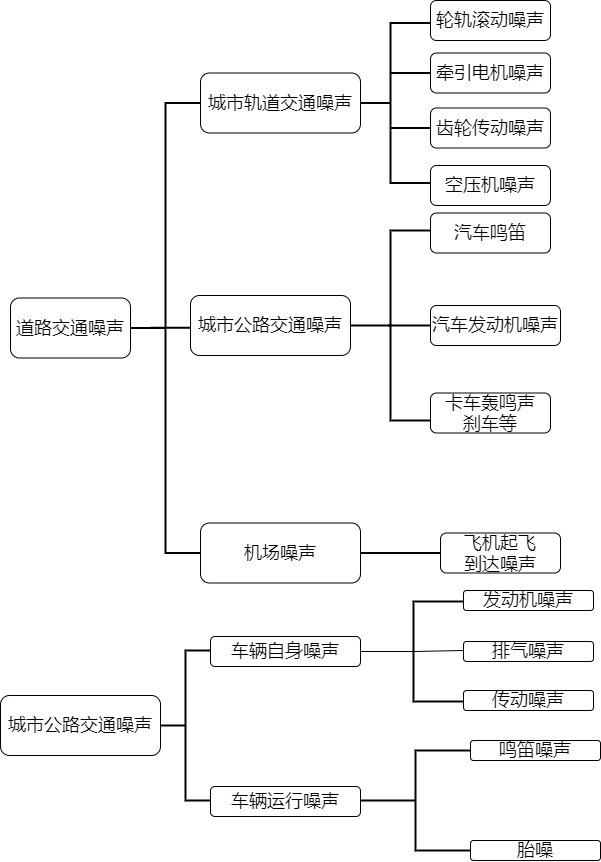 轮轨滚动噪声
牵引电机噪声
城市轨道交通噪声
齿轮传动噪声
空压机噪声
汽车鸣笛
道路交通噪声
城市公路交通噪声
汽车发动机噪声
卡车轰鸣声
刹车等
机场噪声
飞机起飞
到达噪声
发动机噪声
车辆自身噪声
排气噪声
传动噪声
城市公路交通噪声
鸣笛噪声
车辆运行噪声
胎噪